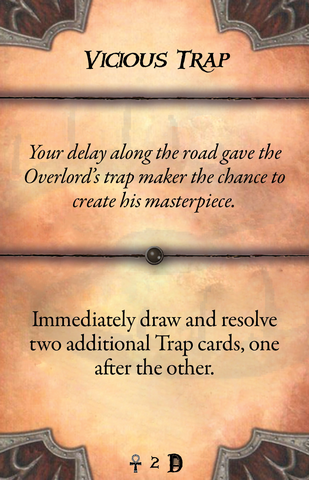 Vicious Trap
Your delay along the road gave the
Overlord's trap maker the chance to
create his masterpiece.
Immediately draw and resolve
two additional Trap cards, one
after the other.
☥ 2 D